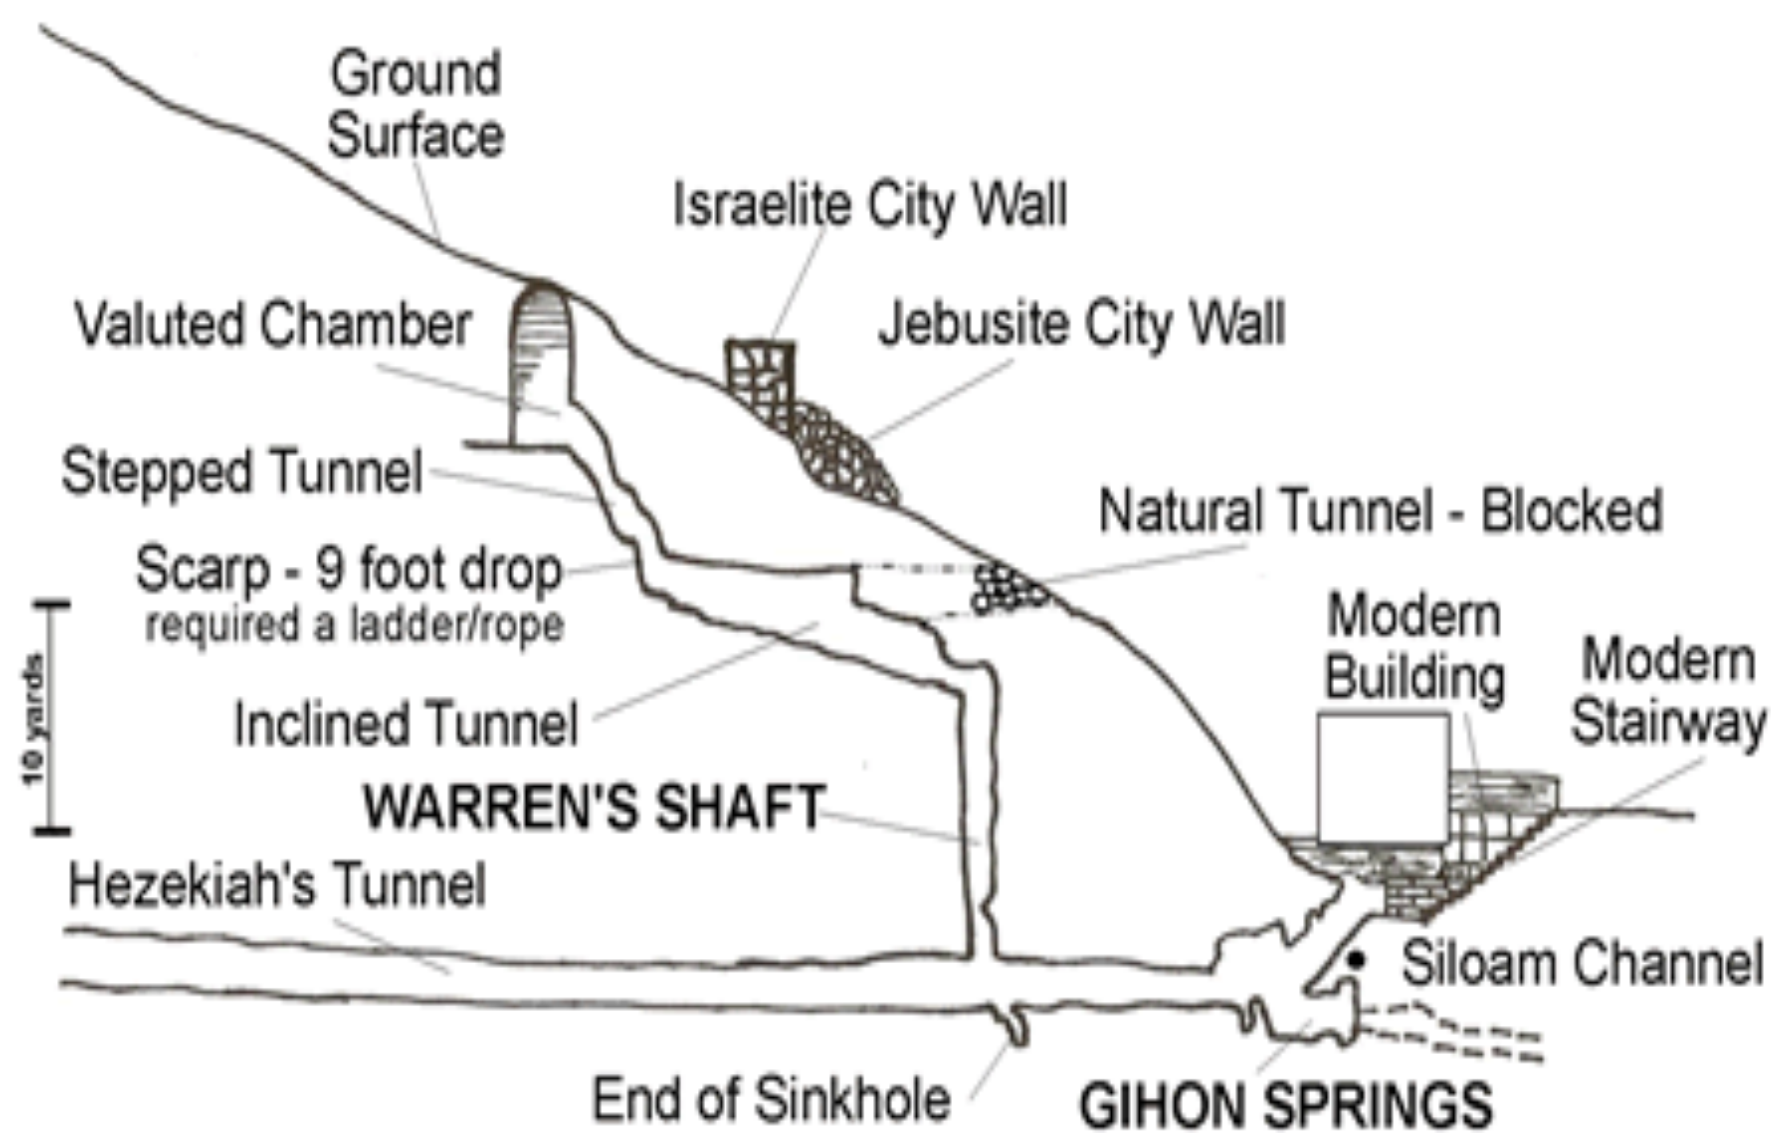 Ground
Surface
Israelite City Wall
Valuted Chamber
Jebusite City Wall
Stepped Tunnel
Natural Tunnel - Blocked
Scarp - 9 foot drop
required a ladder/rope
Modern
Building
Modern
Stairway
10 yards
Inclined Tunnel
WARREN'S SHAFT
Hezekiah's Tunnel
Siloam Channel
End of Sinkhole
GIHON SPRINGS